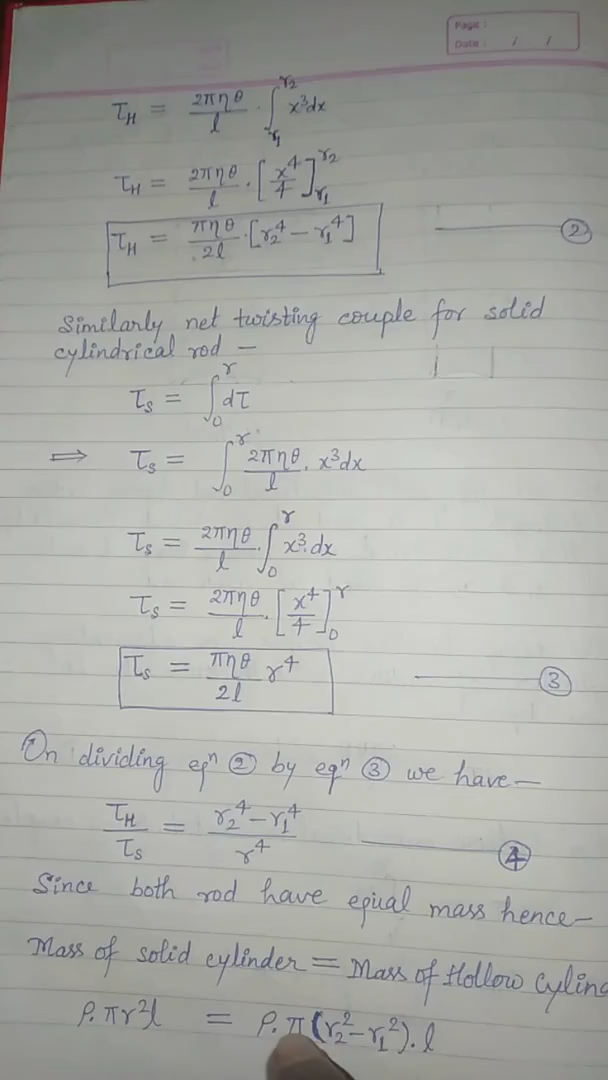 Page :
Date : / /
τH = 2πηθ/l . ∫r1^r2 x³dx
τH = 2πηθ/l . [x⁴/4]r1^r2
τH = πηθ/2l . [r2⁴ − r1⁴] —— ②
Similarly net twisting couple for solid
cylindrical rod —
τs = ∫0^r dτ
⟹ τs = ∫0^r 2πηθ/l . x³dx
τs = 2πηθ/l . ∫0^r x³.dx
τs = 2πηθ/l . [x⁴/4]0^r
τs = πηθ/2l r⁴ —— ③
On dividing eqⁿ ② by eqⁿ ③ we have —
τH/τs = r2⁴ − r1⁴/r⁴ —— ④
Since both rod have equal mass hence —
Mass of solid cylinder = Mass of Hollow Cylind
ρ.πr²l = ρ.π(r2² − r1²).l